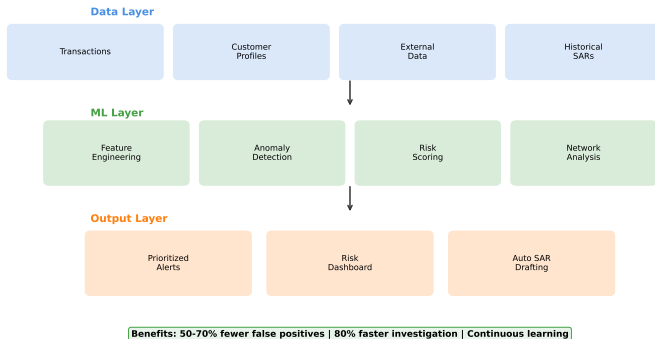 Data Layer
Transactions
Customer
Profiles
External
Data
Historical
SARs
ML Layer
Feature
Engineering
Anomaly
Detection
Risk
Scoring
Network
Analysis
Output Layer
Prioritized
Alerts
Risk
Dashboard
Auto SAR
Drafting
Benefits: 50-70% fewer false positives | 80% faster investigation | Continuous learning